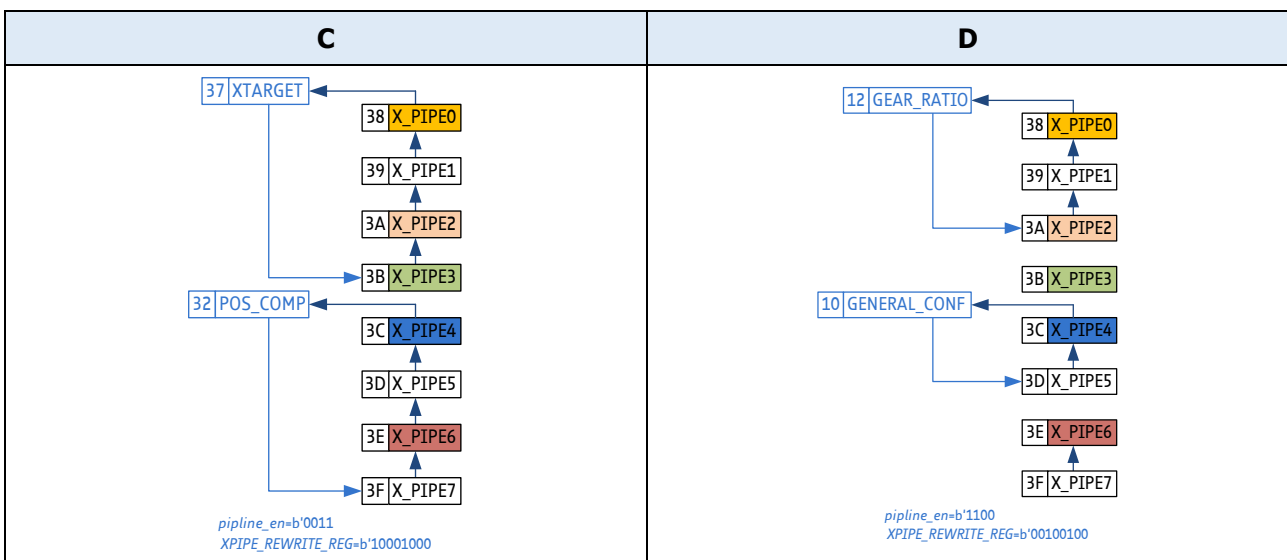 C
37 XTARGET
38 X_PIPE0
39 X_PIPE1
3A X_PIPE2
3B X_PIPE3
32 POS_COMP
3C X_PIPE4
3D X_PIPE5
3E X_PIPE6
3F X_PIPE7
pipline_en=b'0011
XPIPE_REWRITE_REG=b'10001000
D
12 GEAR_RATIO
38 X_PIPE0
39 X_PIPE1
3A X_PIPE2
3B X_PIPE3
10 GENERAL_CONF
3C X_PIPE4
3D X_PIPE5
3E X_PIPE6
3F X_PIPE7
pipline_en=b'1100
XPIPE_REWRITE_REG=b'00100100